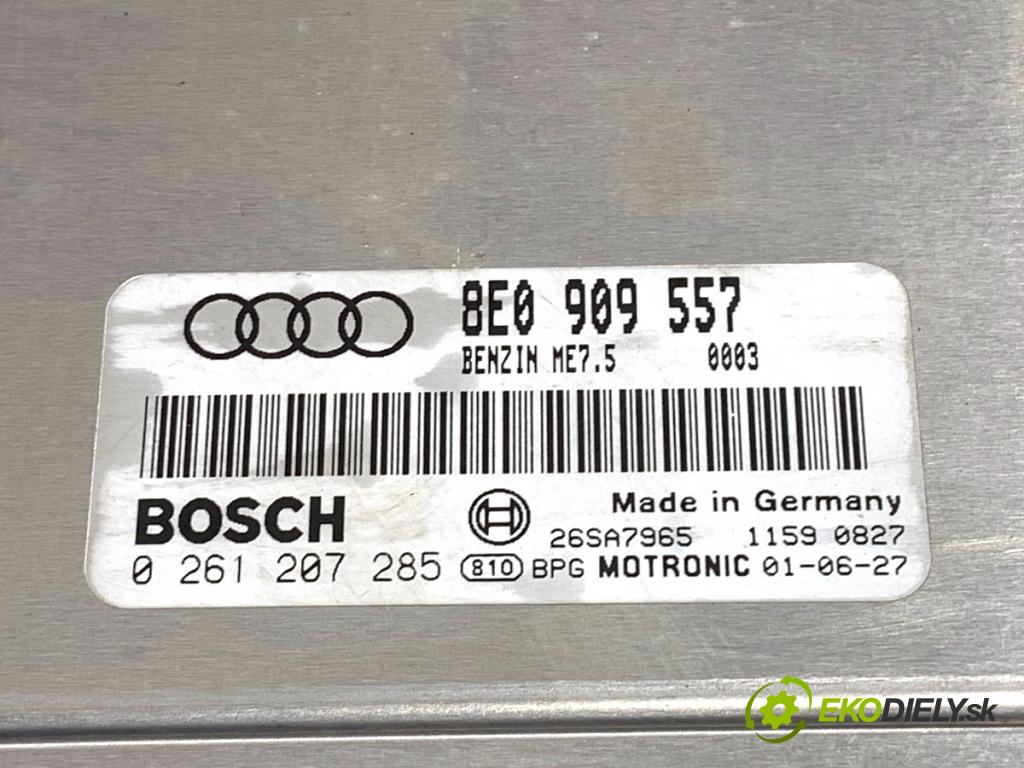 8E0 909 557
BENZIN ME7.5 0003
BOSCH
Made in Germany
26SA7965 1159 0827
0 261 207 285 810 BPG MOTRONIC 01-06-27
EKODIELY.sk